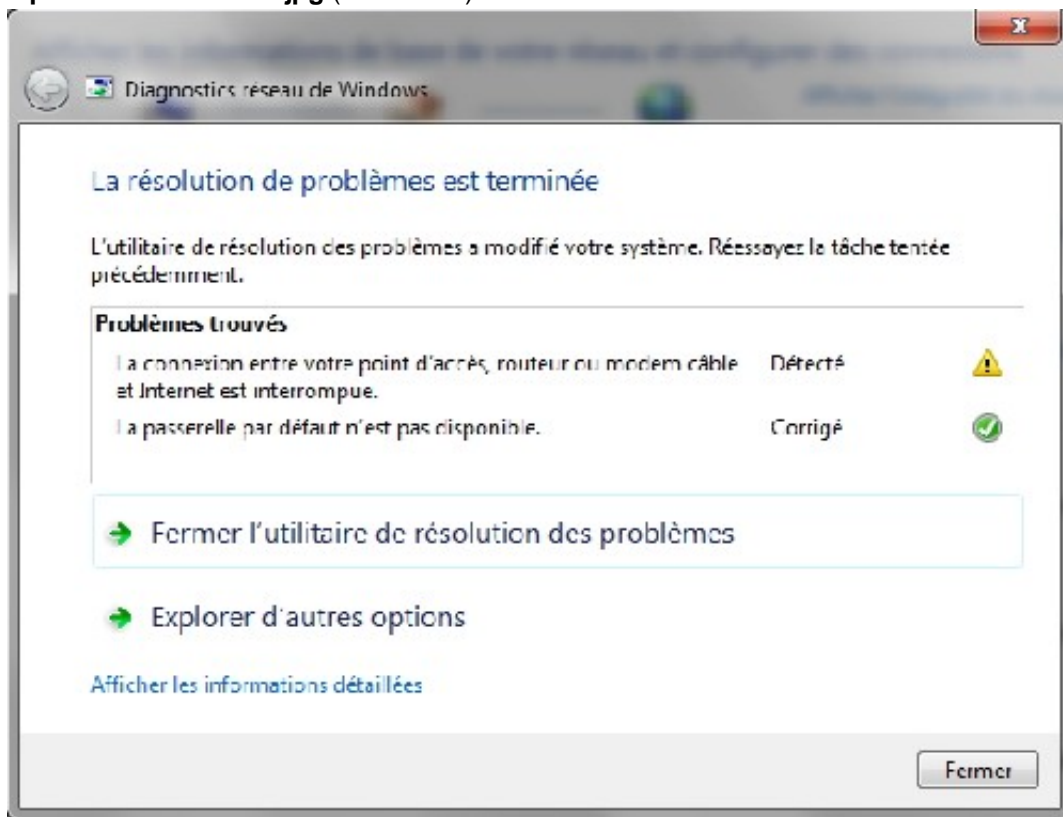 .jpg
Diagnostics réseau de Windows
La résolution de problèmes est terminée
L'utilitaire de résolution des problèmes a modifié votre système. Réessayez la tâche tentée
précédemment.
Problèmes trouvés
La connexion entre votre point d'accès, routeur ou modem câble Détecté
et Internet est interrompue.
La passerelle par défaut n'est pas disponible. Corrigé
Fermer l'utilitaire de résolution des problèmes
Explorer d'autres options
Afficher les informations détaillées
Fermer